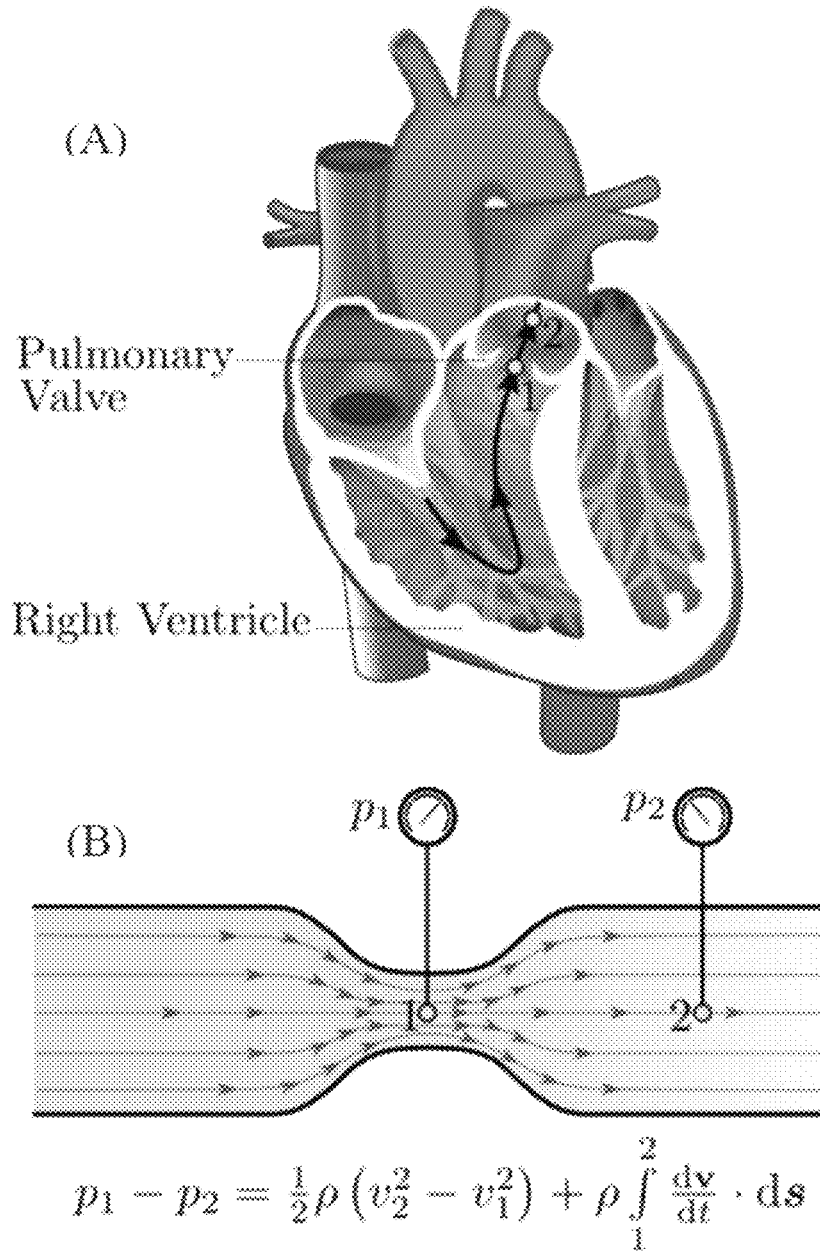 (A)
2
1
Pulmonary
Valve
Right Ventricle
(B)
p₁
p₂
1
2
p₁ − p₂ = ½ρ (v₂² − v₁²) + ρ ∫₁² dv/dt · ds